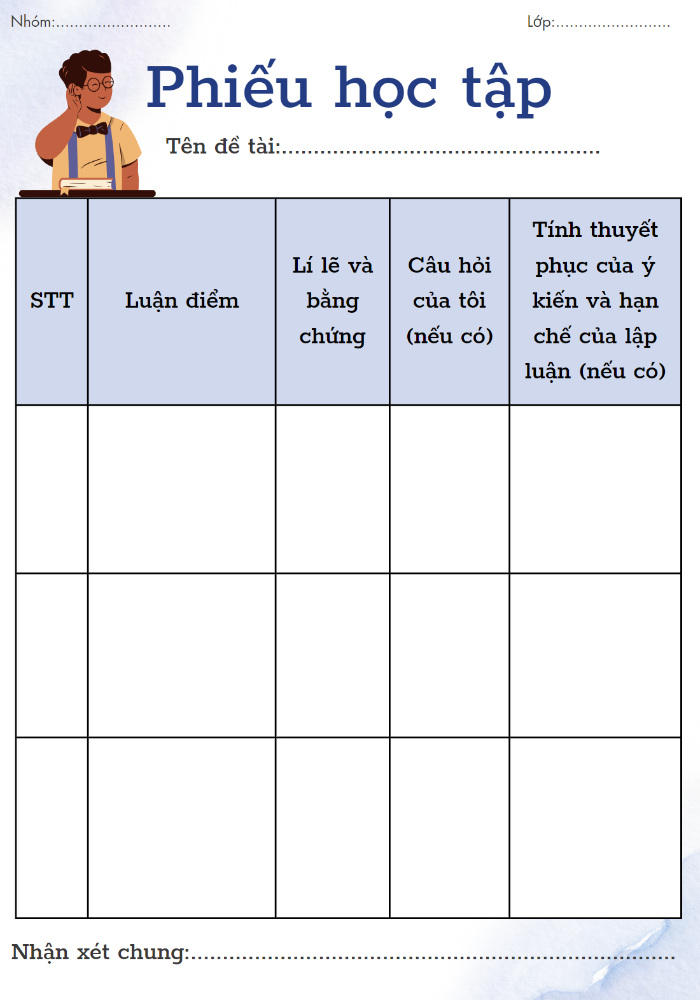 Nhóm:.........................
Lớp:.........................
Phiếu học tập
Tên đề tài:..................................................
STT
Luận điểm
Lí lẽ và
bằng
chứng
Câu hỏi
của tôi
(nếu có)
Tính thuyết
phục của ý
kiến và hạn
chế của lập
luận (nếu có)
Nhận xét chung:............................................................................